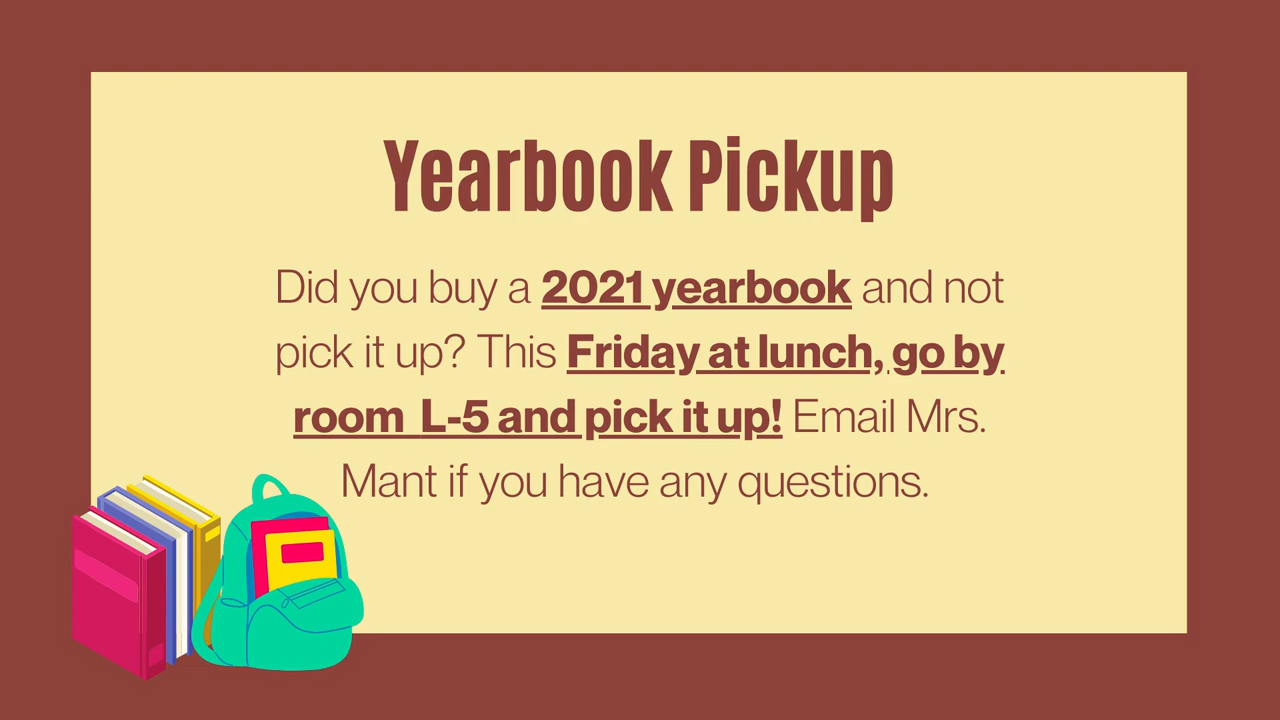 Yearbook Pickup
Did you buy a 2021 yearbook and not
pick it up? This Friday at lunch, go by
room L-5 and pick it up! Email Mrs.
Mant if you have any questions.